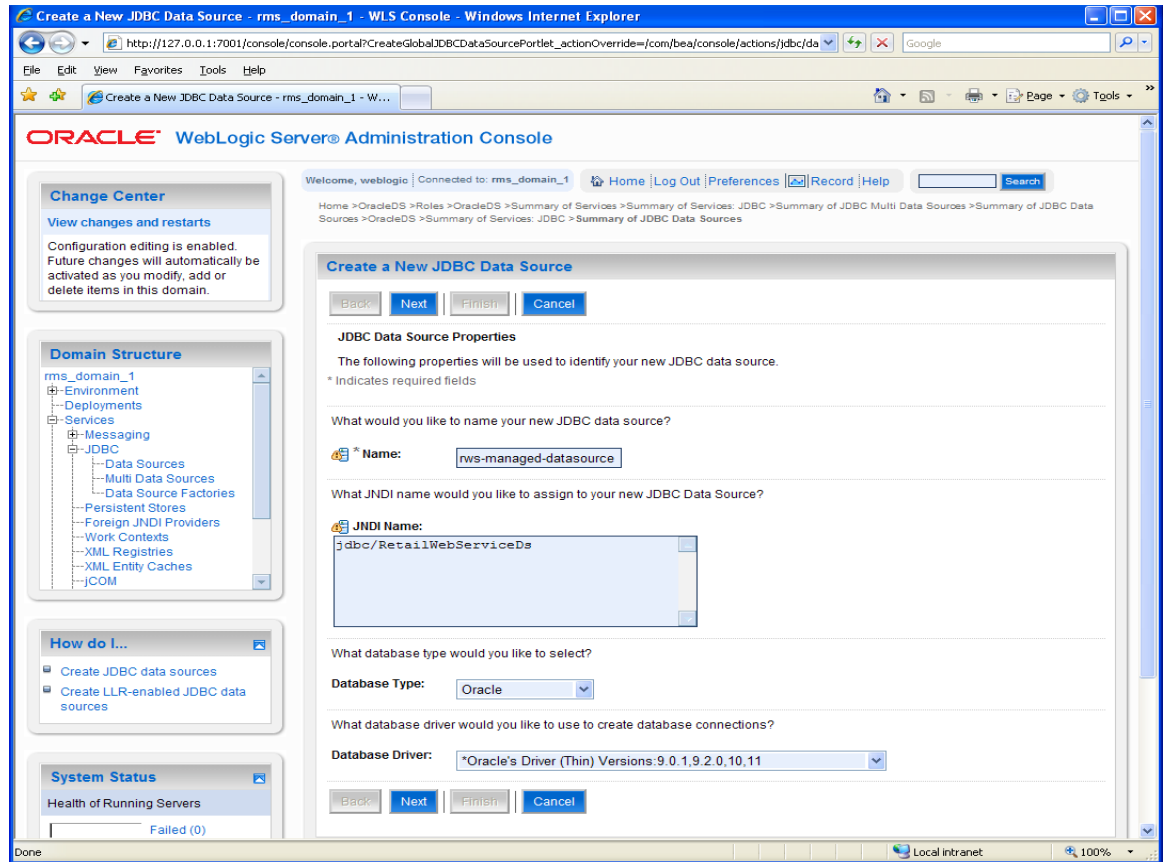 Create a New JDBC Data Source - rms_domain_1 - WLS Console - Windows Internet Explorer
http://127.0.0.1:7001/console/console.portal?CreateGlobalJDBCDataSourcePortlet_actionOverride=/com/bea/console/actions/jdbc/da
Google
File Edit View Favorites Tools Help
Create a New JDBC Data Source - rms_domain_1 - W...
Page Tools »
ORACLE WebLogic Server® Administration Console
Change Center
View changes and restarts
Configuration editing is enabled.
Future changes will automatically be
activated as you modify, add or
delete items in this domain.
Domain Structure
rms_domain_1
Environment
Deployments
Services
Messaging
JDBC
Data Sources
Multi Data Sources
Data Source Factories
Persistent Stores
Foreign JNDI Providers
Work Contexts
XML Registries
XML Entity Caches
jCOM
How do I...
Create JDBC data sources
Create LLR-enabled JDBC data
sources
System Status
Health of Running Servers
Failed (0)
Welcome, weblogic Connected to: rms_domain_1 Home Log Out Preferences Record Help Search
Home >OracleDS >Roles >OracleDS >Summary of Services >Summary of Services: JDBC >Summary of JDBC Multi Data Sources >Summary of JDBC Data
Sources >OracleDS >Summary of Services: JDBC >Summary of JDBC Data Sources
Create a New JDBC Data Source
Back Next Finish Cancel
JDBC Data Source Properties
The following properties will be used to identify your new JDBC data source.
* Indicates required fields
What would you like to name your new JDBC data source?
* Name: rws-managed-datasource
What JNDI name would you like to assign to your new JDBC Data Source?
JNDI Name:
jdbc/RetailWebServiceDs
What database type would you like to select?
Database Type: Oracle
What database driver would you like to use to create database connections?
Database Driver: *Oracle's Driver (Thin) Versions:9.0.1,9.2.0,10,11
Back Next Finish Cancel
Done Local intranet 100%